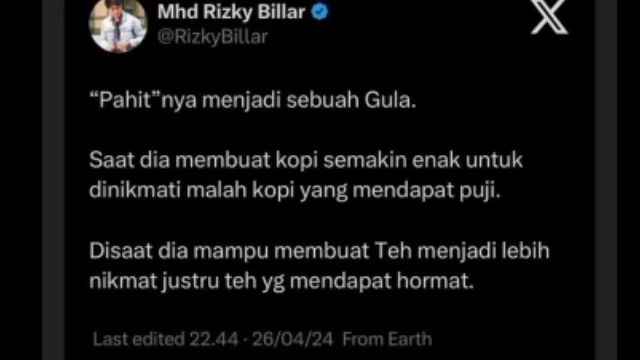 Mhd Rizky Billar
@RizkyBillar
“Pahit”nya menjadi sebuah Gula.
Saat dia membuat kopi semakin enak untuk
dinikmati malah kopi yang mendapat puji.
Disaat dia mampu membuat Teh menjadi lebih
nikmat justru teh yg mendapat hormat.
Last edited 22.44 · 26/04/24 From Earth